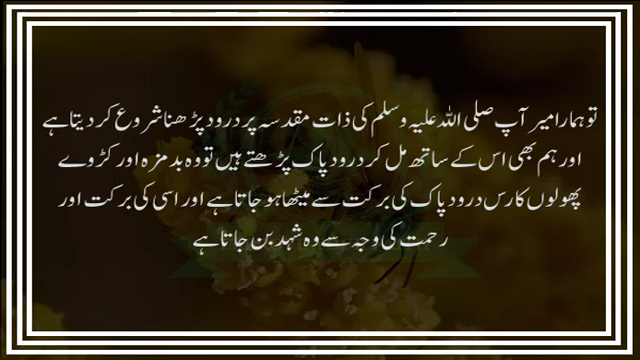 تو ہمارا امیر آپ صلی اللہ علیہ وسلم کی ذات مقدسہ پر درود پڑھنا شروع کر دیتا ہے
اور ہم بھی اس کے ساتھ مل کر درود پاک پڑھتے ہیں تو وہ بدمزہ اور کڑوے
پھولوں کا رس درود پاک کی برکت سے میٹھا ہو جاتا ہے اور اسی کی برکت اور
رحمت کی وجہ سے وہ شہد بن جاتا ہے